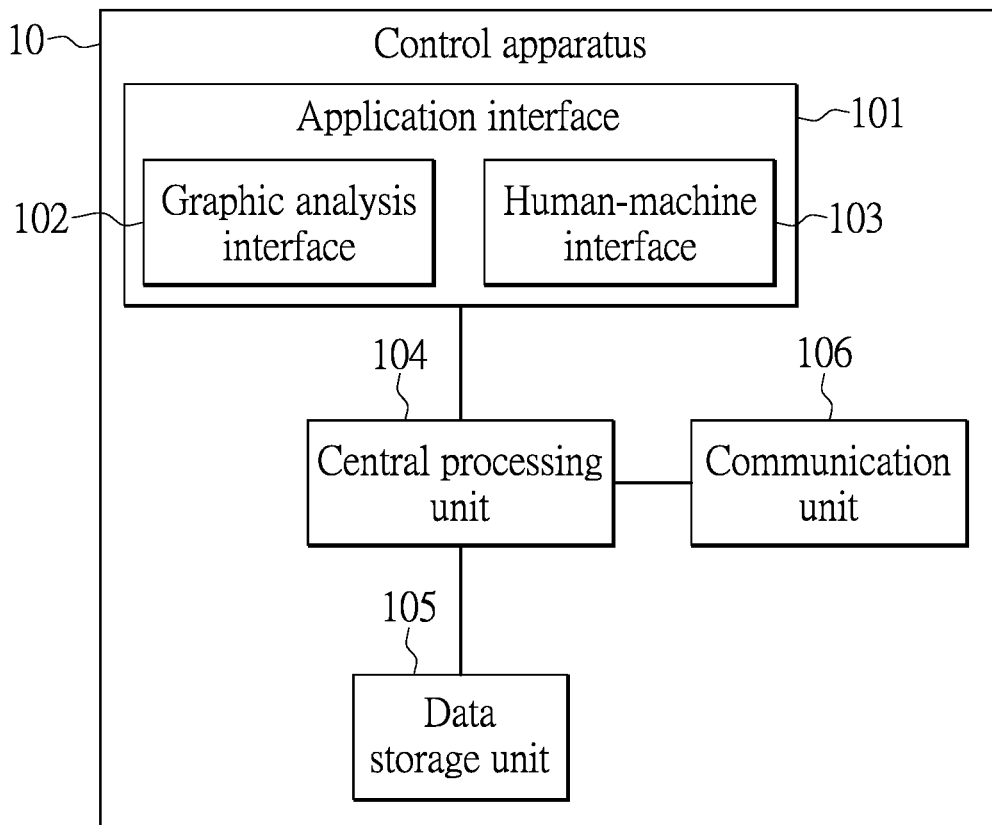 10
Control apparatus
Application interface
101
102
Graphic analysis
interface
Human-machine
interface
103
104
106
Central processing
unit
Communication
unit
105
Data
storage unit